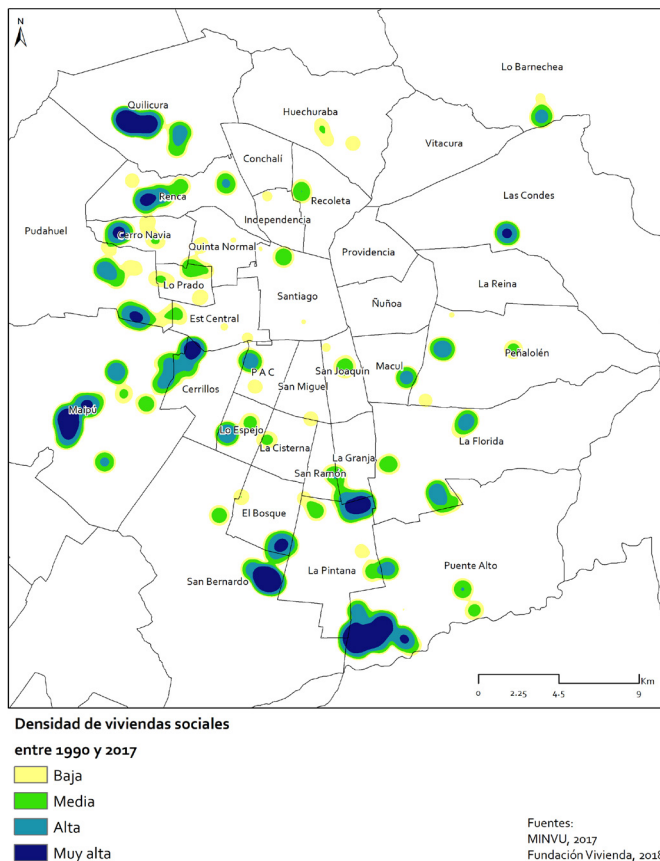 N
Lo Barnechea
Quilicura
Huechuraba
Vitacura
Conchalí
Las Condes
Renca
Recoleta
Independencia
Pudahuel
Cerro Navia
Quinta Normal
Providencia
La Reina
Lo Prado
Santiago
Ñuñoa
Est Central
Peñalolén
P A C
San Joaquín
Macul
San Miguel
Cerrillos
Maipú
Lo Espejo
La Florida
La Cisterna
La Granja
San Ramón
El Bosque
Puente Alto
La Pintana
San Bernardo
Km
0 2.25 4.5 9
Densidad de viviendas sociales
entre 1990 y 2017
Baja
Media
Alta
Muy alta
Fuentes:
MINVU, 2017
Fundación Vivienda, 2018